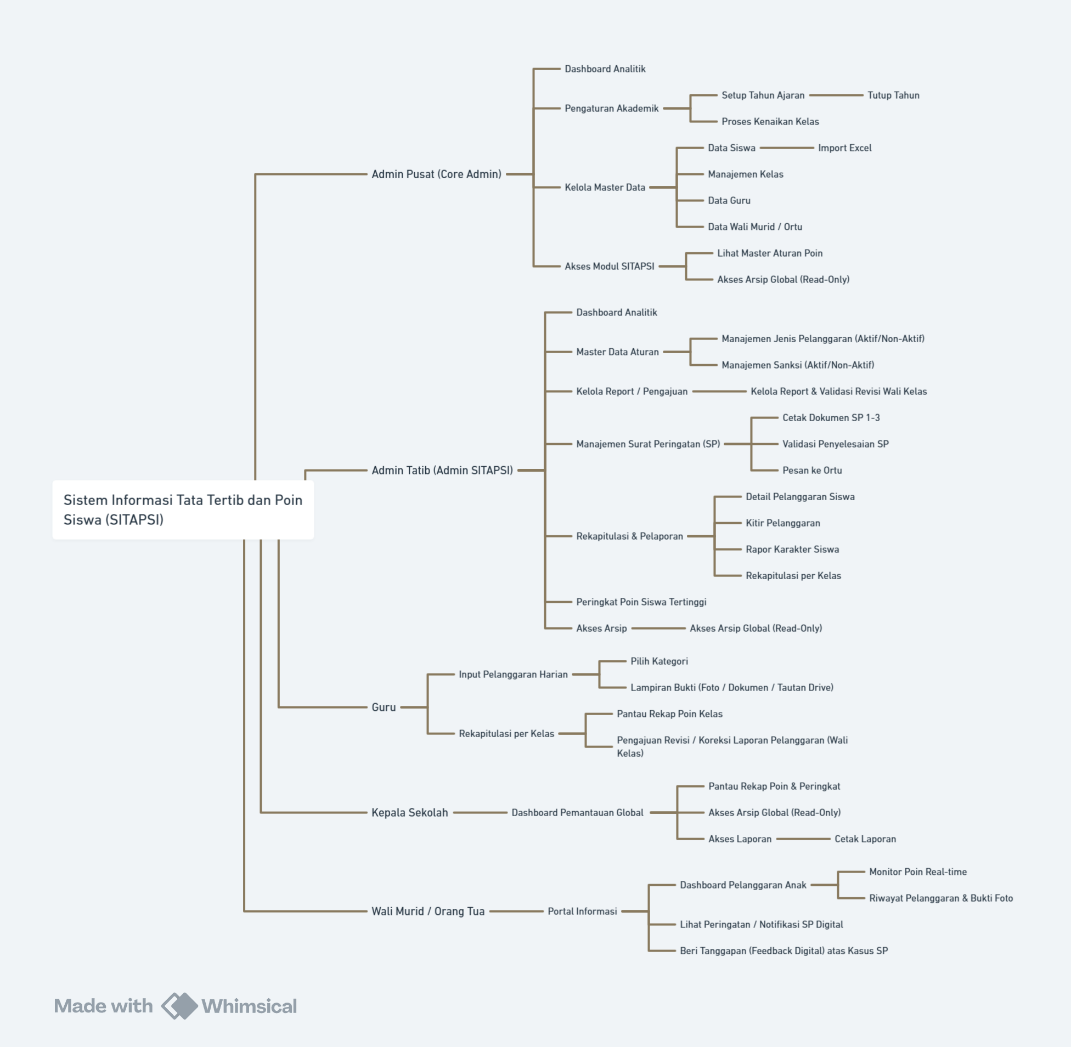 Dashboard Analitik
Setup Tahun Ajaran
Tutup Tahun
Pengaturan Akademik
Proses Kenaikan Kelas
Data Siswa
Import Excel
Admin Pusat (Core Admin)
Manajemen Kelas
Kelola Master Data
Data Guru
Data Wali Murid / Ortu
Lihat Master Aturan Poin
Akses Modul SITAPSI
Akses Arsip Global (Read-Only)
Dashboard Analitik
Manajemen Jenis Pelanggaran (Aktif/Non-Aktif)
Master Data Aturan
Manajemen Sanksi (Aktif/Non-Aktif)
Kelola Report / Pengajuan
Kelola Report & Validasi Revisi Wali Kelas
Cetak Dokumen SP 1-3
Manajemen Surat Peringatan (SP)
Validasi Penyelesaian SP
Admin Tatib (Admin SITAPSI)
Pesan ke Ortu
Sistem Informasi Tata Tertib dan Poin
Siswa (SITAPSI)
Detail Pelanggaran Siswa
Kitir Pelanggaran
Rekapitulasi & Pelaporan
Rapor Karakter Siswa
Rekapitulasi per Kelas
Peringkat Poin Siswa Tertinggi
Akses Arsip
Akses Arsip Global (Read-Only)
Pilih Kategori
Input Pelanggaran Harian
Lampiran Bukti (Foto / Dokumen / Tautan Drive)
Guru
Pantau Rekap Poin Kelas
Rekapitulasi per Kelas
Pengajuan Revisi / Koreksi Laporan Pelanggaran (Wali
Kelas)
Pantau Rekap Poin & Peringkat
Kepala Sekolah
Dashboard Pemantauan Global
Akses Arsip Global (Read-Only)
Akses Laporan
Cetak Laporan
Monitor Poin Real-time
Dashboard Pelanggaran Anak
Riwayat Pelanggaran & Bukti Foto
Wali Murid / Orang Tua
Portal Informasi
Lihat Peringatan / Notifikasi SP Digital
Beri Tanggapan (Feedback Digital) atas Kasus SP
Made with Whimsical